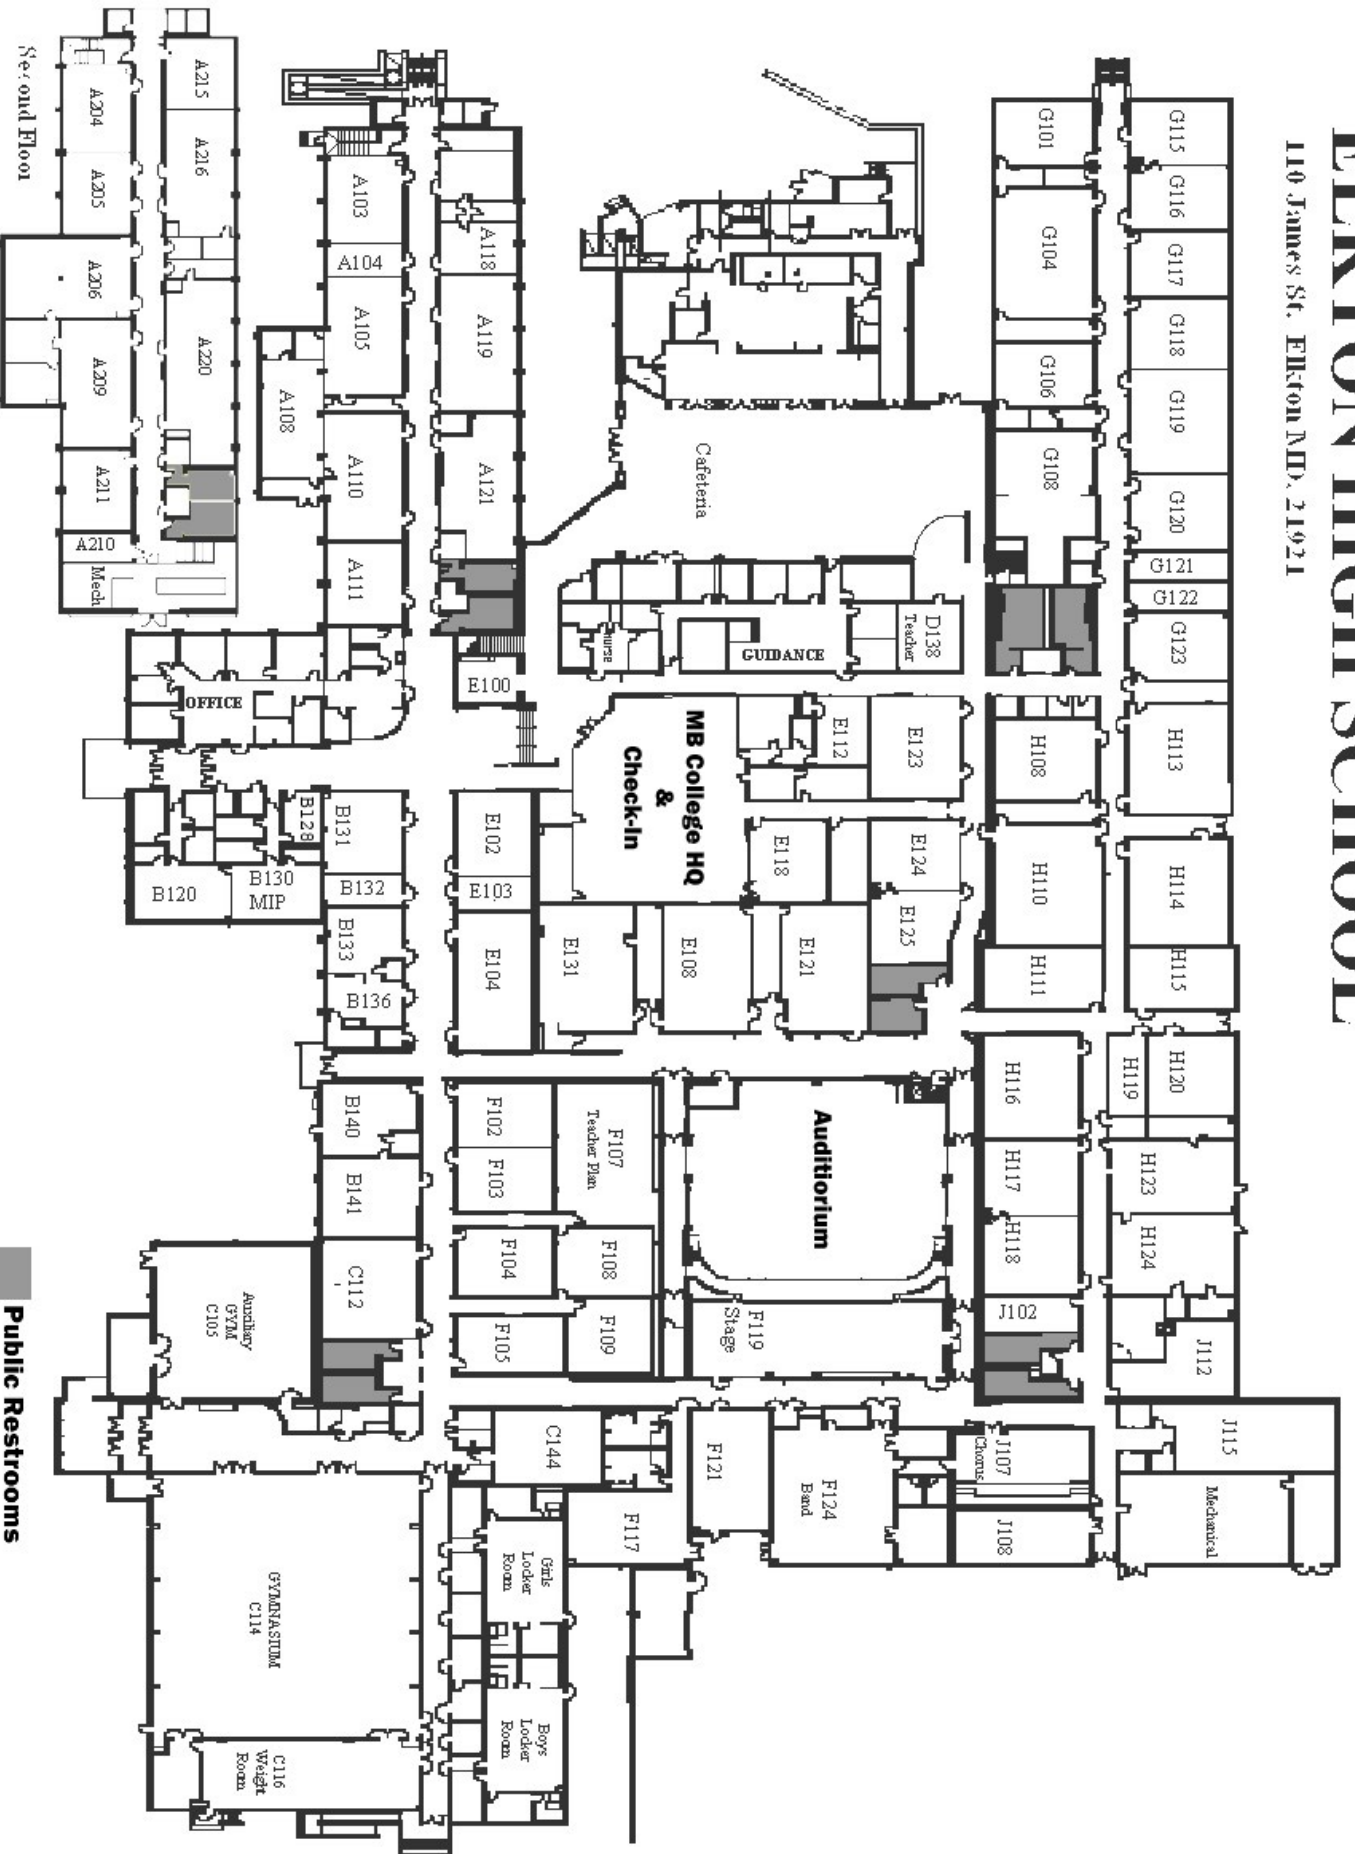 ELKTON HIGH SCHOOL
110 James St. Elkton MD, 21921
G115
G116
G117
G118
G119
G120
G121
G122
G123
H113
H114
H115
H120
H119
H123
H124
J112
J115
Mechanical
G101
G104
G106
G108
H108
H110
H111
H116
H117
H118
J102
J107
Chorus
J108
D138
Teacher
GUIDANCE
Nurse
Cafeteria
E112
E123
E118
E124
E125
E121
E108
E131
MB College HQ
&
Check-In
Auditiorium
F119
Stage
F121
F124
Band
F117
A118
A119
A121
E100
E102
E103
E104
F102
F103
F107
Teacher Plan
F104
F108
F105
F109
C144
Girls
Locker
Room
Boys
Locker
Room
A103
A104
A105
A108
A110
A111
OFFICE
B128
B131
B132
B130
MIP
B120
B133
B136
B140
B141
C112
Auxiliary
GYM
C105
GYMNASIUM
C114
C116
Weight
Room
A215
A216
A220
A204
A205
A206
A209
A211
A210
Mech
Second Floor
Public Restrooms